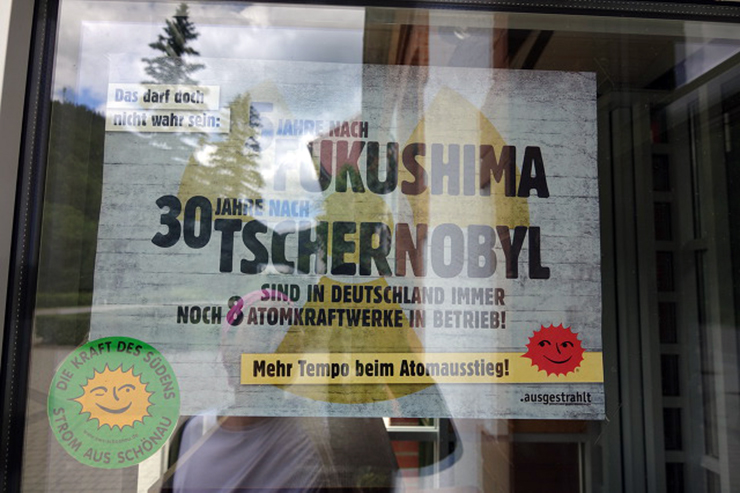 Das darf doch
nicht wahr sein:
5 JAHRE NACH
FUKUSHIMA
30 JAHRE NACH
TSCHERNOBYL
SIND IN DEUTSCHLAND IMMER
NOCH 8 ATOMKRAFTWERKE IN BETRIEB!
Mehr Tempo beim Atomausstieg!
.ausgestrahlt
DIE KRAFT DES SÜDENS
STROM AUS SCHÖNAU